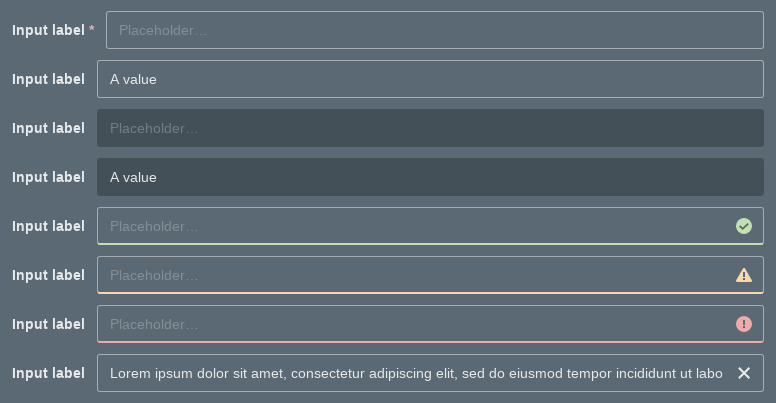 Input label * Placeholder…
Input label A value
Input label Placeholder…
Input label A value
Input label Placeholder…
Input label Placeholder…
Input label Placeholder…
Input label Lorem ipsum dolor sit amet, consectetur adipiscing elit, sed do eiusmod tempor incididunt ut labo